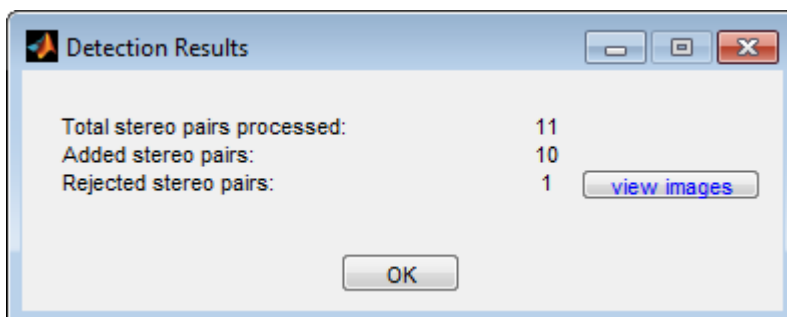 Detection Results
Total stereo pairs processed: 11
Added stereo pairs: 10
Rejected stereo pairs: 1 view images
OK